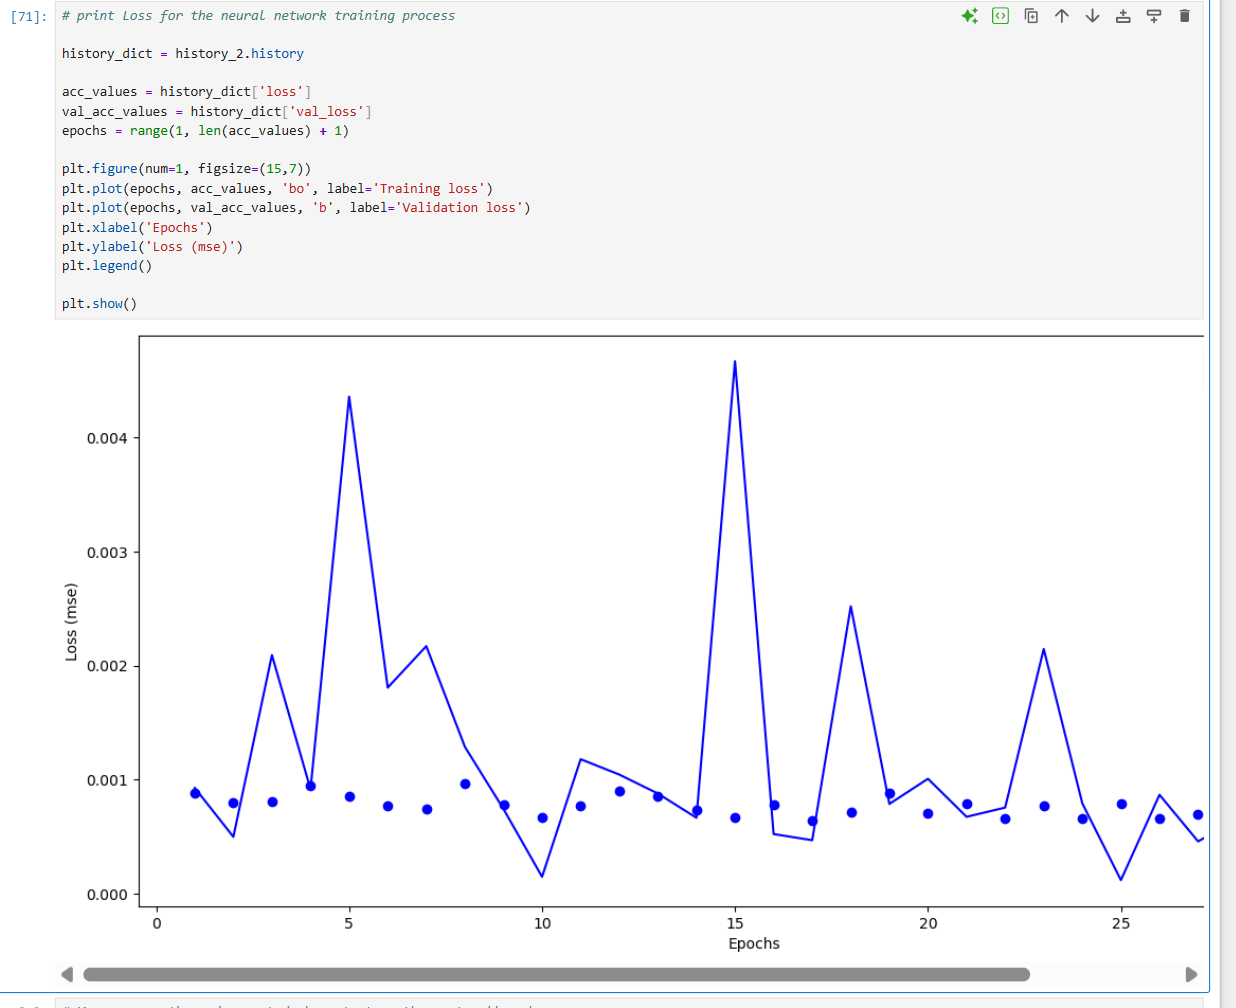 [71]:
# print Loss for the neural network training process
history_dict = history_2.history
acc_values = history_dict['loss']
val_acc_values = history_dict['val_loss']
epochs = range(1, len(acc_values) + 1)
plt.figure(num=1, figsize=(15,7))
plt.plot(epochs, acc_values, 'bo', label='Training loss')
plt.plot(epochs, val_acc_values, 'b', label='Validation loss')
plt.xlabel('Epochs')
plt.ylabel('Loss (mse)')
plt.legend()
plt.show()
0.004
0.003
0.002
0.001
0.000
Loss (mse)
0 5 10 15 20 25
Epochs